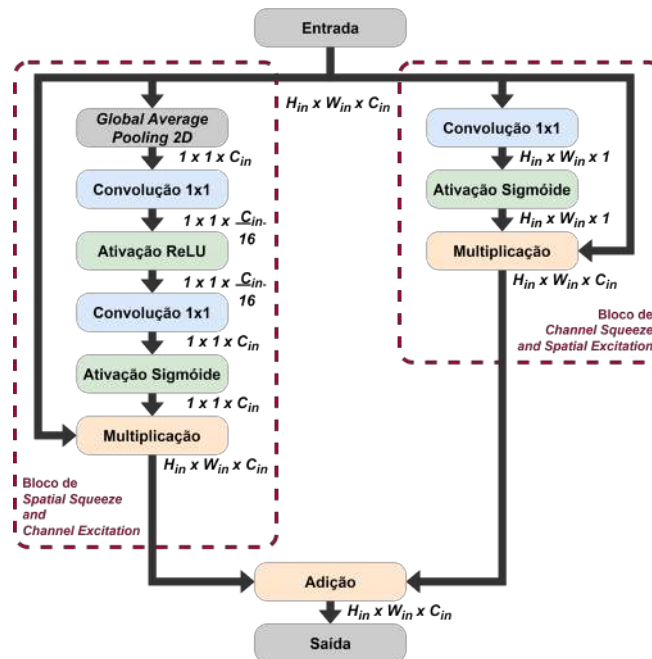 Entrada
H_in x W_in x C_in
Global Average
Pooling 2D
1 x 1 x C_in
Convolução 1x1
1 x 1 x C_in
16
Ativação ReLU
1 x 1 x C_in
16
Convolução 1x1
1 x 1 x C_in
Ativação Sigmóide
1 x 1 x C_in
Multiplicação
H_in x W_in x C_in
Bloco de
Spatial Squeeze
and
Channel Excitation
Convolução 1x1
H_in x W_in x 1
Ativação Sigmóide
H_in x W_in x 1
Multiplicação
H_in x W_in x C_in
Bloco de
Channel Squeeze
and Spatial Excitation
Adição
H_in x W_in x C_in
Saída